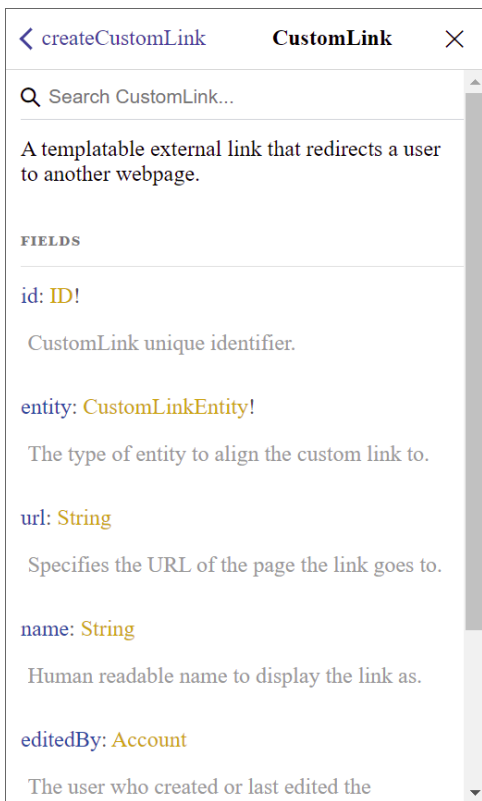 createCustomLink CustomLink
Search CustomLink...
A templatable external link that redirects a user
to another webpage.
FIELDS
id: ID!
CustomLink unique identifier.
entity: CustomLinkEntity!
The type of entity to align the custom link to.
url: String
Specifies the URL of the page the link goes to.
name: String
Human readable name to display the link as.
editedBy: Account
The user who created or last edited the